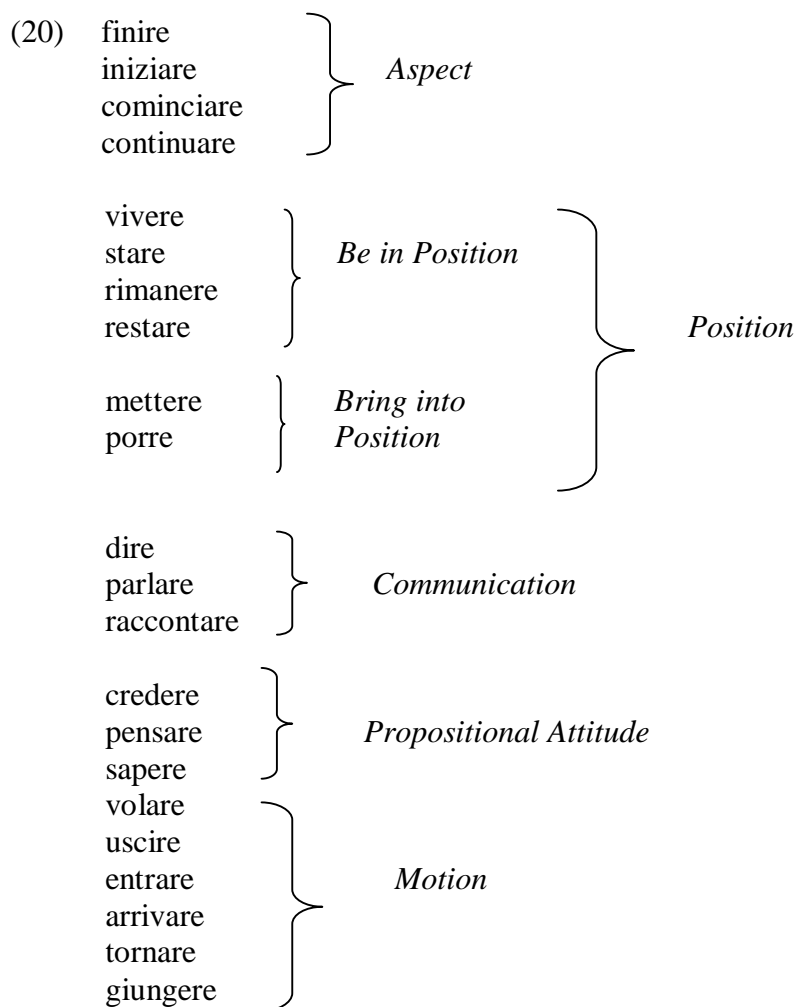 (20) finire
iniziare Aspect
cominciare
continuare
vivere
stare Be in Position
rimanere
restare Position
mettere Bring into
porre Position
dire
parlare Communication
raccontare
credere
pensare Propositional Attitude
sapere
volare
uscire
entrare Motion
arrivare
tornare
giungere